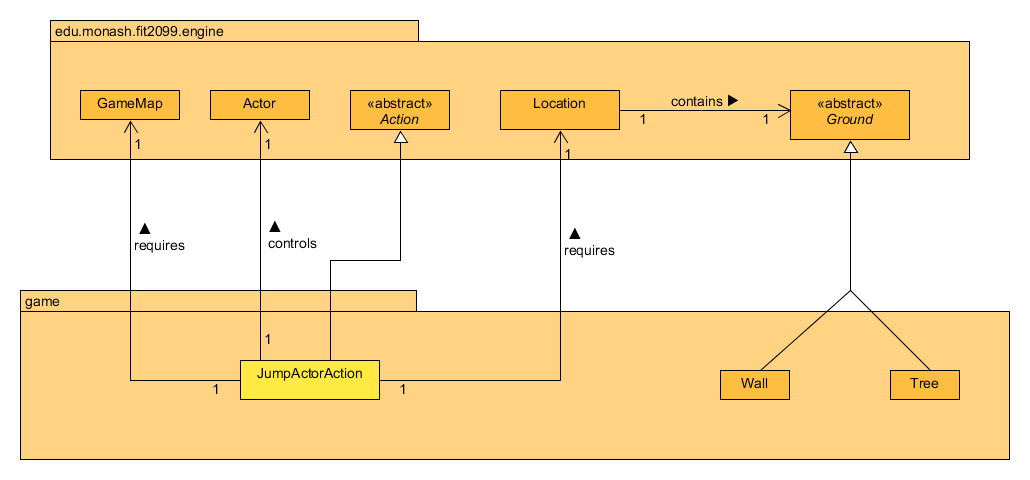 edu.monash.fit2099.engine
GameMap
Actor
«abstract»
Action
Location
contains ▶
«abstract»
Ground
1
1
1
1
1
▲
requires
▲
controls
▲
requires
game
1
JumpActorAction
1
1
Wall
Tree